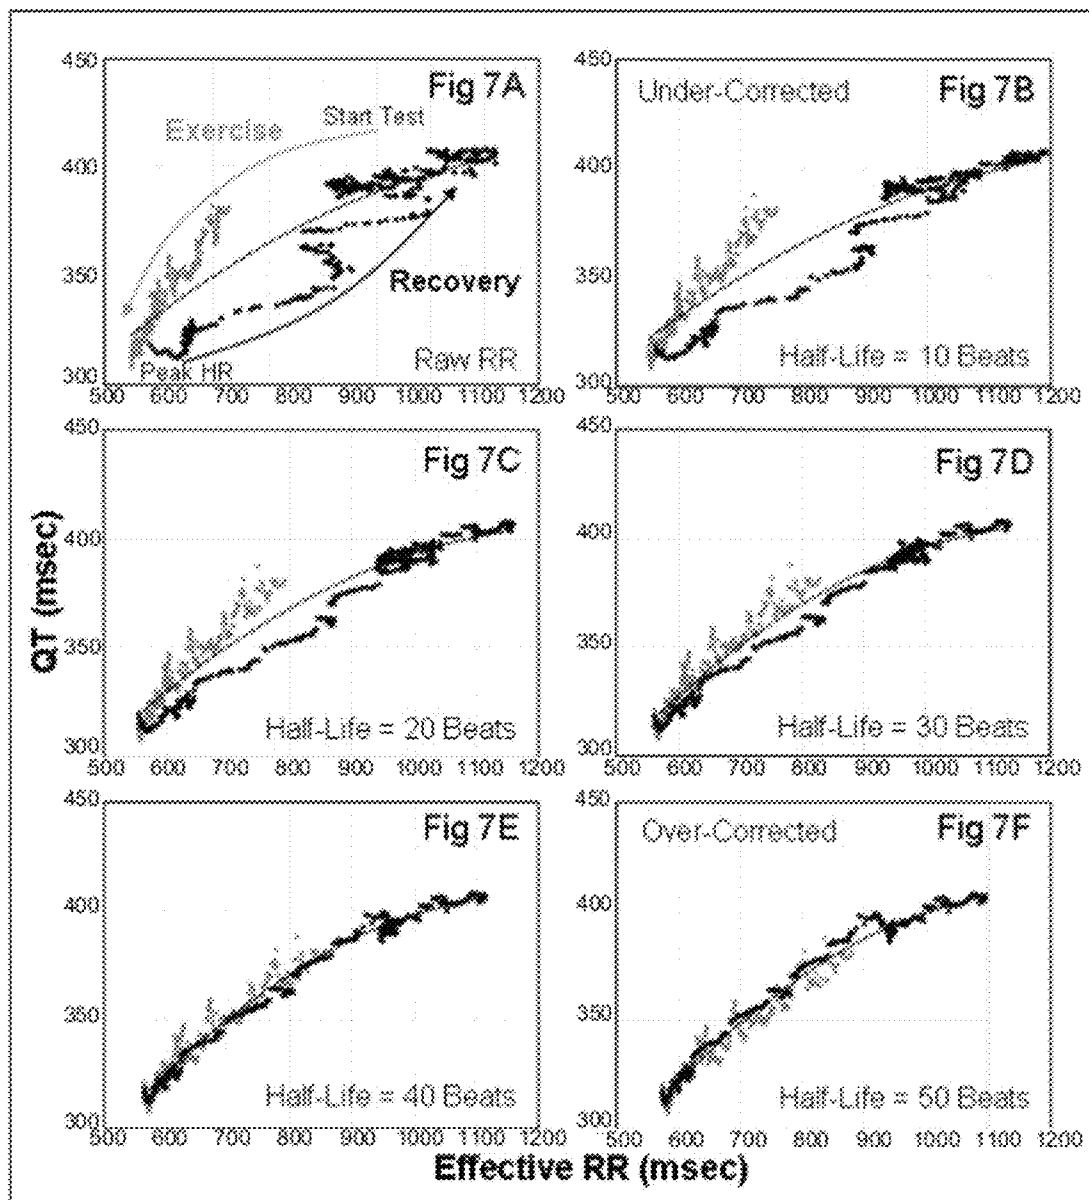 450
Fig 7A
Start Test
Exercise
400
350
Recovery
Raw RR
Peak HR
300
500 600 700 800 900 1000 1100 1200
450
Under-Corrected
Fig 7B
400
350
Half-Life = 10 Beats
300
500 600 700 800 900 1000 1100 1200
450
Fig 7C
400
350
Half-Life = 20 Beats
300
500 600 700 800 900 1000 1100 1200
450
Fig 7D
400
350
Half-Life = 30 Beats
300
500 600 700 800 900 1000 1100 1200
QT (msec)
450
Fig 7E
400
350
Half-Life = 40 Beats
300
500 600 700 800 900 1000 1100 1200
450
Over-Corrected
Fig 7F
400
350
Half-Life = 50 Beats
300
500 600 700 800 900 1000 1100 1200
Effective RR (msec)